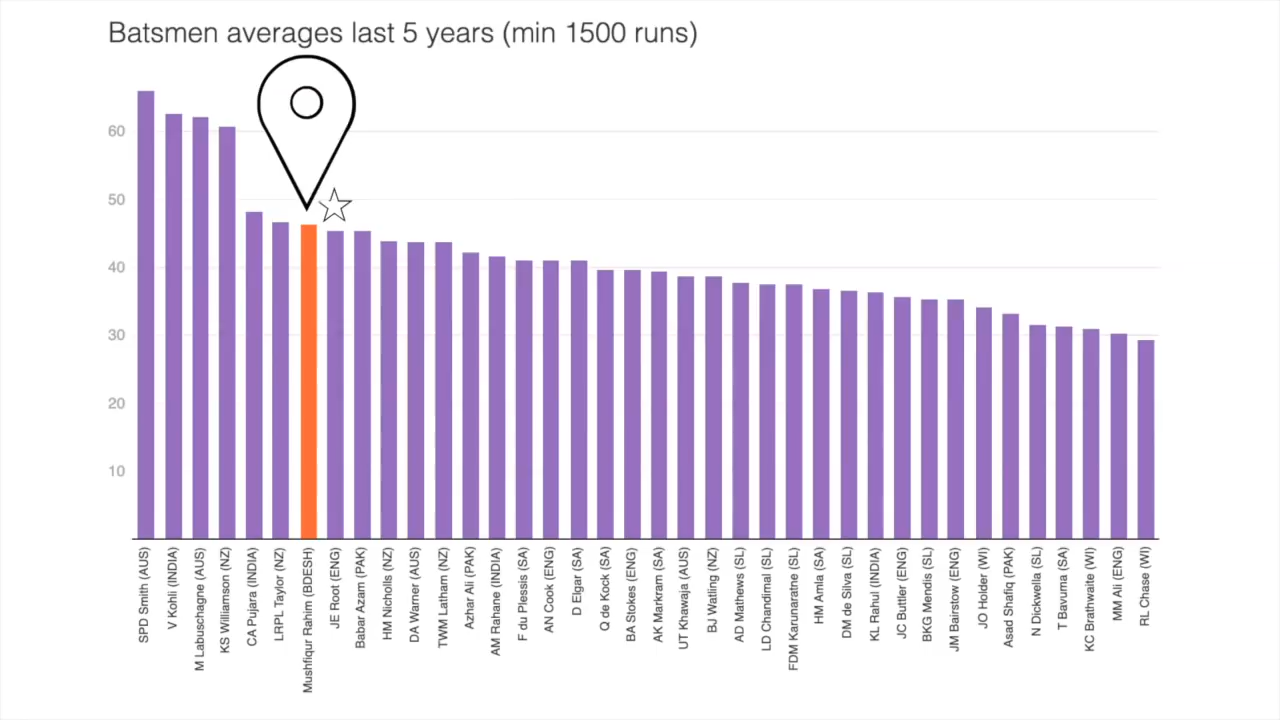 Batsmen averages last 5 years (min 1500 runs)
60
50
40
30
20
10
SPD Smith (AUS)
V Kohli (INDIA)
M Labuschagne (AUS)
KS Williamson (NZ)
CA Pujara (INDIA)
LRPL Taylor (NZ)
Mushfiqur Rahim (BDESH)
JE Root (ENG)
Babar Azam (PAK)
HM Nicholls (NZ)
DA Warner (AUS)
TWM Latham (NZ)
Azhar Ali (PAK)
AM Rahane (INDIA)
F du Plessis (SA)
AN Cook (ENG)
D Elgar (SA)
Q de Kock (SA)
BA Stokes (ENG)
AK Markram (SA)
UT Khawaja (AUS)
BJ Watling (NZ)
AD Mathews (SL)
LD Chandimal (SL)
FDM Karunaratne (SL)
HM Amla (SA)
DM de Silva (SL)
KL Rahul (INDIA)
JC Buttler (ENG)
BKG Mendis (SL)
JM Bairstow (ENG)
JO Holder (WI)
Asad Shafiq (PAK)
N Dickwella (SL)
T Bavuma (SA)
KC Brathwaite (WI)
MM Ali (ENG)
RL Chase (WI)